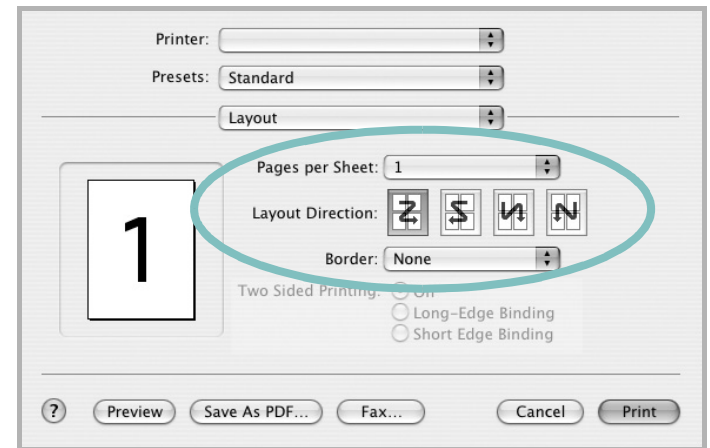 Printer:
Presets: Standard
Layout
Pages per Sheet: 1
Layout Direction:
Border: None
1
Two Sided Printing:
Long-Edge Binding
Short Edge Binding
? Preview Save As PDF... Fax... Cancel Print